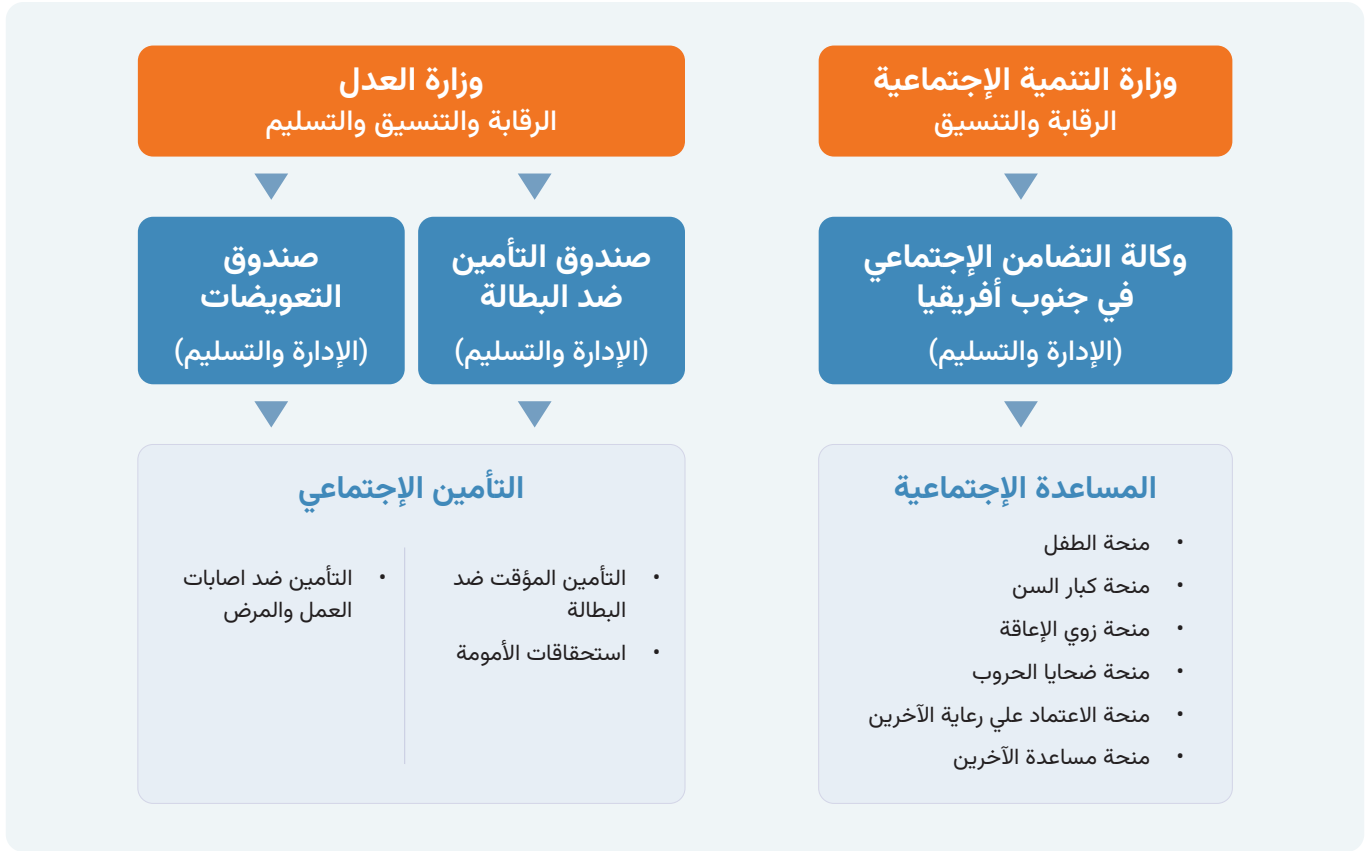 وزارة التنمية الإجتماعية
الرقابة والتنسيق
وكالة التضامن الإجتماعي
في جنوب أفريقيا
(الإدارة والتسليم)
المساعدة الإجتماعية
• منحة الطفل
• منحة كبار السن
• منحة زوي الإعاقة
• منحة ضحايا الحروب
• منحة الاعتماد علي رعاية الآخرين
• منحة مساعدة الآخرين
وزارة العدل
الرقابة والتنسيق والتسليم
صندوق التأمين
ضد البطالة
(الإدارة والتسليم)
صندوق
التعويضات
(الإدارة والتسليم)
التأمين الإجتماعي
• التأمين المؤقت ضد
البطالة
• استحقاقات الأمومة
• التأمين ضد اصابات
العمل والمرض